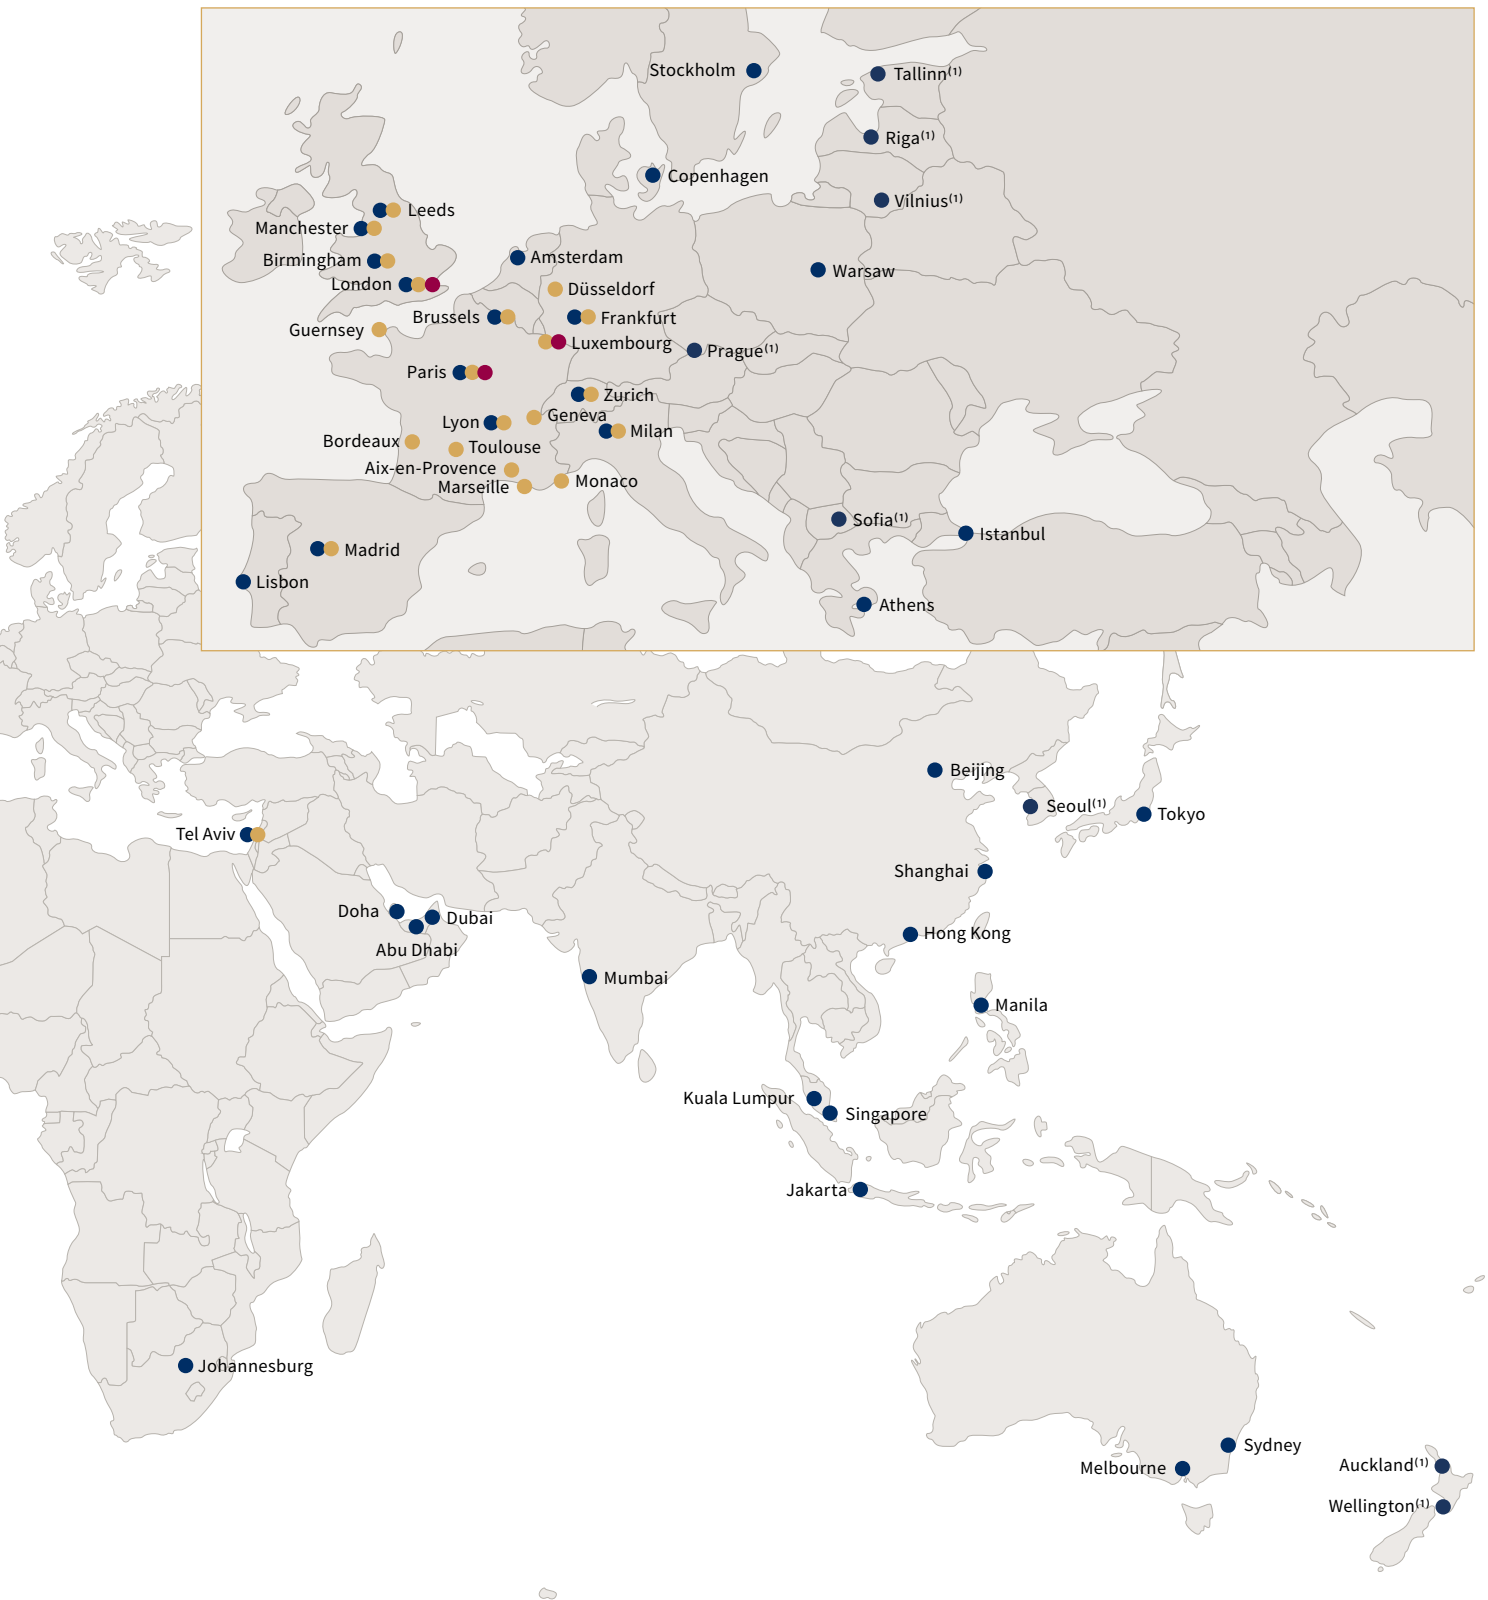 Stockholm
Tallinn⁽¹⁾
Riga⁽¹⁾
Copenhagen
Vilnius⁽¹⁾
Leeds
Manchester
Birmingham
Amsterdam
Warsaw
London
Düsseldorf
Brussels
Frankfurt
Guernsey
Luxembourg
Prague⁽¹⁾
Paris
Zurich
Geneva
Lyon
Milan
Bordeaux
Toulouse
Aix-en-Provence
Marseille
Monaco
Sofia⁽¹⁾
Istanbul
Madrid
Lisbon
Athens
Beijing
Seoul⁽¹⁾
Tokyo
Tel Aviv
Shanghai
Doha
Dubai
Abu Dhabi
Hong Kong
Mumbai
Manila
Kuala Lumpur
Singapore
Jakarta
Johannesburg
Sydney
Melbourne
Auckland⁽¹⁾
Wellington⁽¹⁾